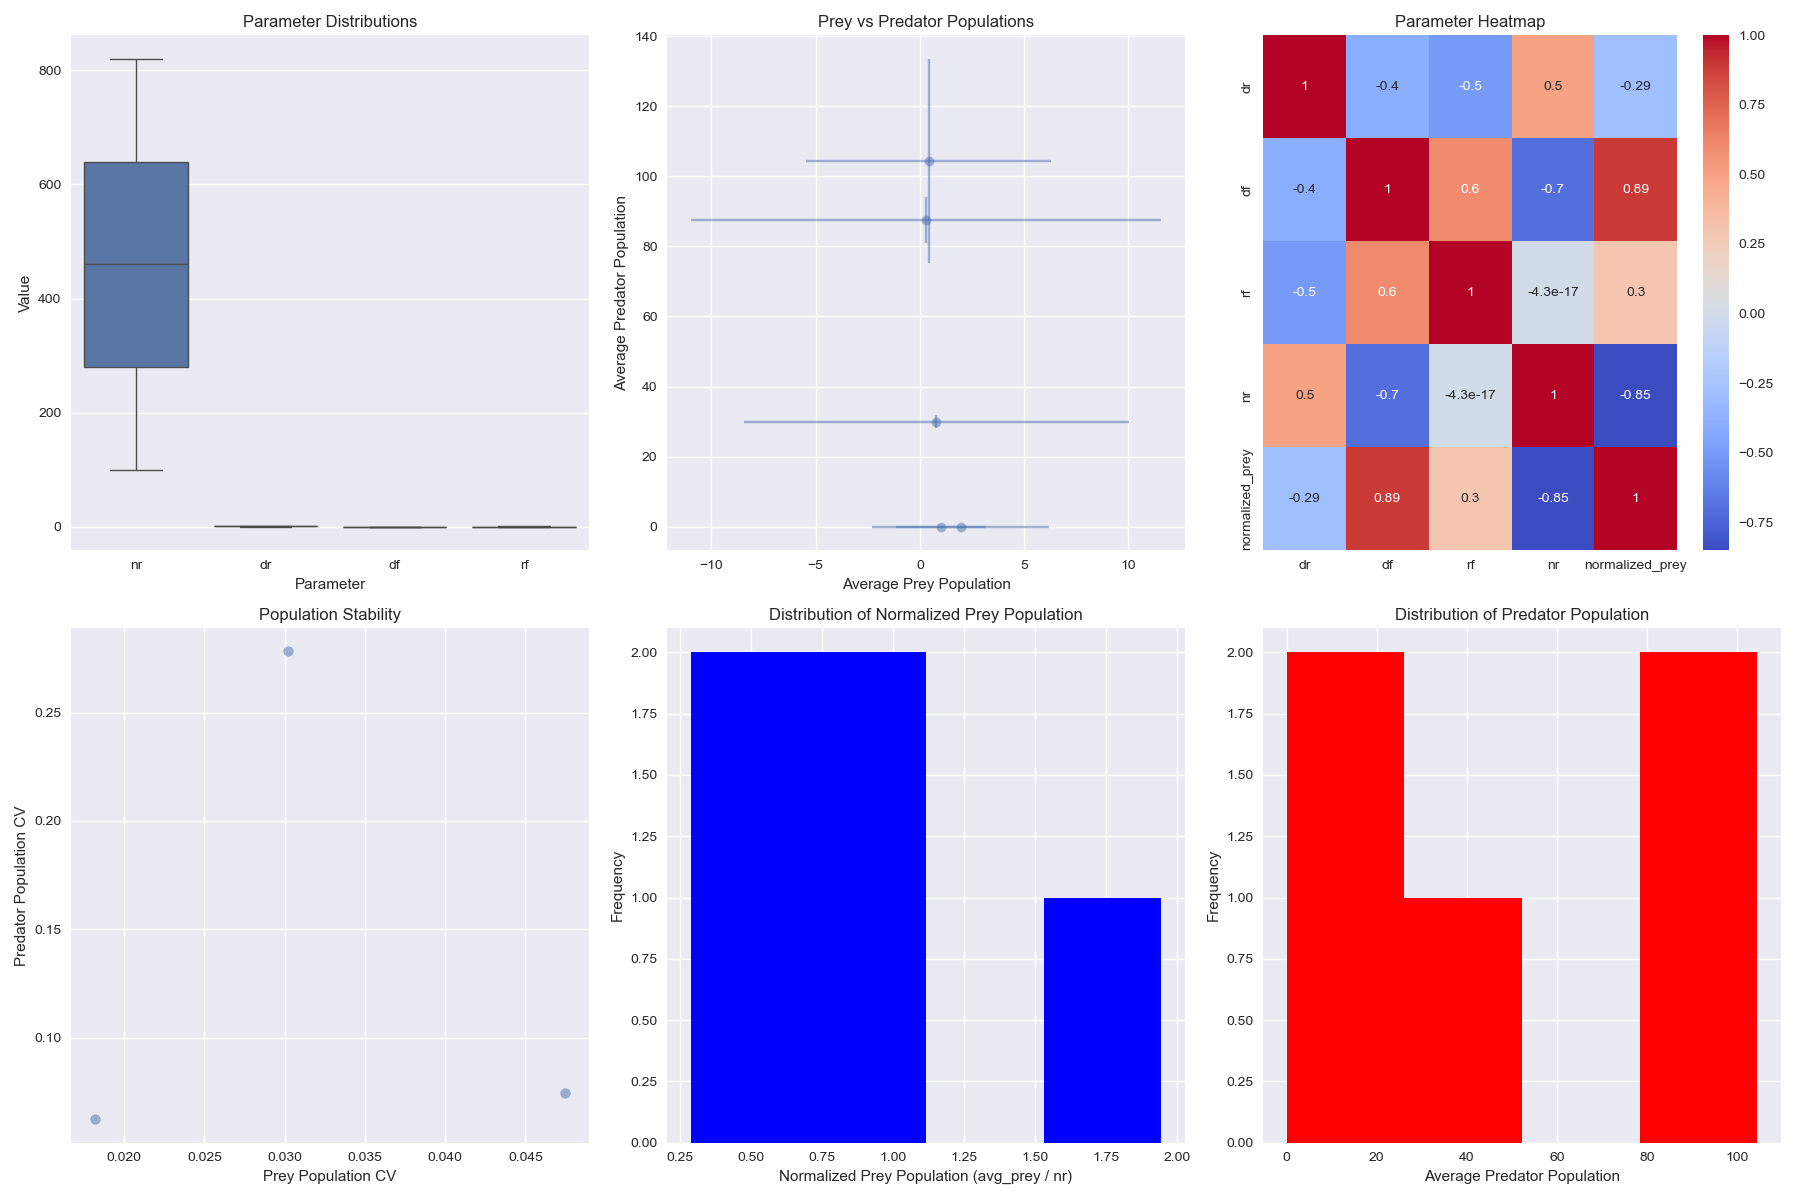 Parameter Distributions
800
600
400
200
0
Value
nr
dr
df
rf
Parameter
Prey vs Predator Populations
140
120
100
80
60
40
20
0
Average Predator Population
−10
−5
0
5
10
Average Prey Population
Parameter Heatmap
dr
df
rf
nr
normalized_prey
1 -0.4 -0.5 0.5 -0.29
-0.4 1 0.6 -0.7 0.89
-0.5 0.6 1 -4.3e-17 0.3
0.5 -0.7 -4.3e-17 1 -0.85
-0.29 0.89 0.3 -0.85 1
dr
df
rf
nr
normalized_prey
1.00
0.75
0.50
0.25
0.00
−0.25
−0.50
−0.75
Population Stability
0.25
0.20
0.15
0.10
Predator Population CV
0.020
0.025
0.030
0.035
0.040
0.045
Prey Population CV
Distribution of Normalized Prey Population
2.00
1.75
1.50
1.25
1.00
0.75
0.50
0.25
0.00
Frequency
0.25
0.50
0.75
1.00
1.25
1.50
1.75
2.00
Normalized Prey Population (avg_prey / nr)
Distribution of Predator Population
2.00
1.75
1.50
1.25
1.00
0.75
0.50
0.25
0.00
Frequency
0
20
40
60
80
100
Average Predator Population